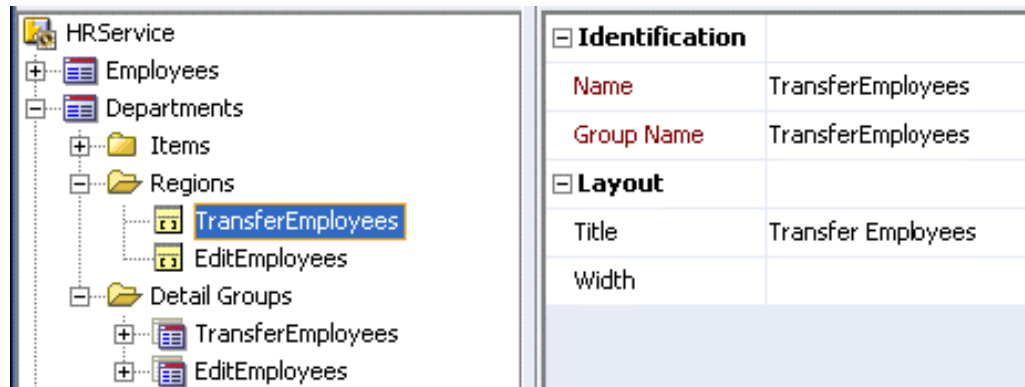 HRService
Employees
Departments
Items
Regions
TransferEmployees
EditEmployees
Detail Groups
TransferEmployees
EditEmployees
Identification
Name TransferEmployees
Group Name TransferEmployees
Layout
Title Transfer Employees
Width